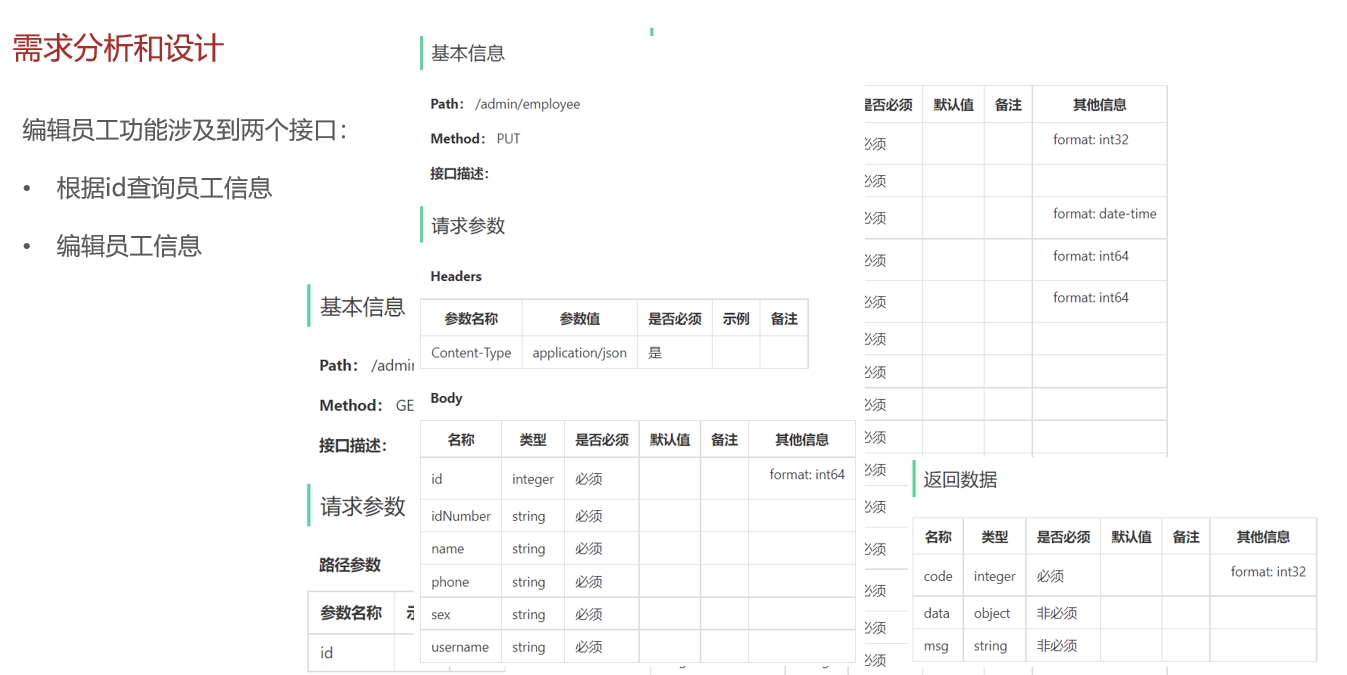 需求分析和设计
编辑员工功能涉及到两个接口：
• 根据id查询员工信息
• 编辑员工信息
基本信息
Path： /admin
Method： GE
接口描述：
请求参数
路径参数
参数名称
id
基本信息
Path： /admin/employee
Method： PUT
接口描述：
请求参数
Headers
参数名称 参数值 是否必须 示例 备注
Content-Type application/json 是
Body
名称 类型 是否必须 默认值 备注 其他信息
id integer 必须 format: int64
idNumber string 必须
name string 必须
phone string 必须
sex string 必须
username string 必须
是否必须 默认值 备注 其他信息
必须 format: int32
必须
必须 format: date-time
必须 format: int64
必须 format: int64
必须
必须
必须
必须
必须
必须
必须
必须
必须
必须
返回数据
名称 类型 是否必须 默认值 备注 其他信息
code integer 必须 format: int32
data object 非必须
msg string 非必须